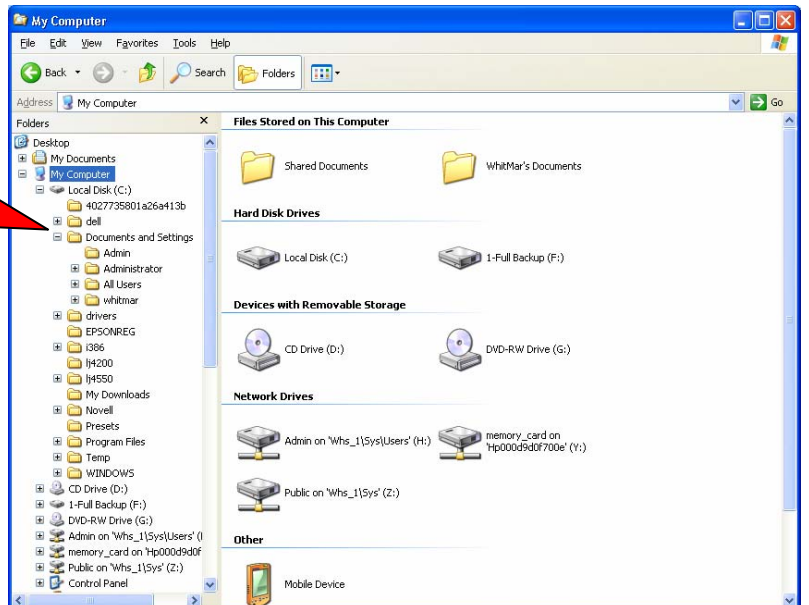 My Computer
File Edit View Favorites Tools Help
Back Search Folders
Address My Computer Go
Folders
Desktop
My Documents
My Computer
Local Disk (C:)
4027735801a26a413b
dell
Documents and Settings
Admin
Administrator
All Users
whitmar
drivers
EPSONREG
i386
lj4200
lj4550
My Downloads
Novell
Presets
Program Files
Temp
WINDOWS
CD Drive (D:)
1-Full Backup (F:)
DVD-RW Drive (G:)
Admin on 'Whs_1\Sys\Users' (
memory_card on 'Hp000d9d0f
Public on 'Whs_1\Sys' (Z:)
Control Panel
Files Stored on This Computer
Shared Documents
WhitMar's Documents
Hard Disk Drives
Local Disk (C:)
1-Full Backup (F:)
Devices with Removable Storage
CD Drive (D:)
DVD-RW Drive (G:)
Network Drives
Admin on 'Whs_1\Sys\Users' (H:)
memory_card on
'Hp000d9d0f700e' (Y:)
Public on 'Whs_1\Sys' (Z:)
Other
Mobile Device